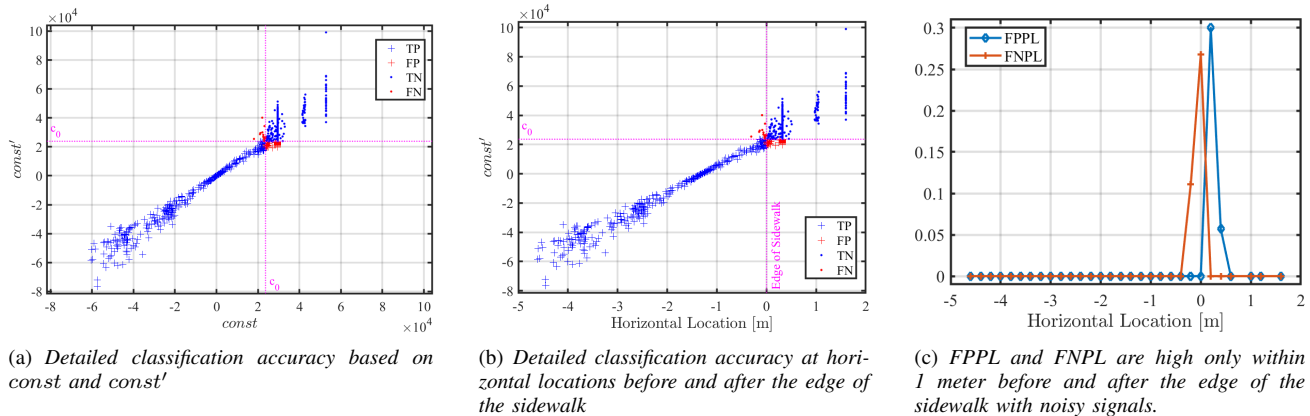 ×10⁴
10
8
6
4
2
0
-2
-4
-6
-8
const'
c₀
c₀
TP
FP
TN
FN
-8
-6
-4
-2
0
2
4
6
8
10
×10⁴
const
(a) Detailed classification accuracy based on
const and const'
×10⁴
10
8
6
4
2
0
-2
-4
-6
-8
const'
c₀
Edge of Sidewalk
TP
FP
TN
FN
-5
-4
-3
-2
-1
0
1
2
Horizontal Location [m]
(b) Detailed classification accuracy at hori-
zontal locations before and after the edge of
the sidewalk
0.3
0.25
0.2
0.15
0.1
0.05
0
FPPL
FNPL
-5
-4
-3
-2
-1
0
1
2
Horizontal Location [m]
(c) FPPL and FNPL are high only within
1 meter before and after the edge of the
sidewalk with noisy signals.